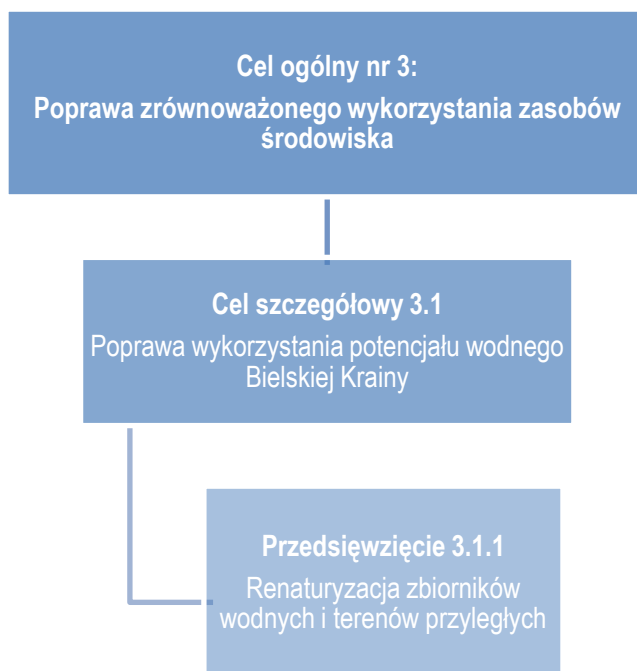 Cel ogólny nr 3:
Poprawa zrównoważonego wykorzystania zasobów
środowiska
Cel szczegółowy 3.1
Poprawa wykorzystania potencjału wodnego
Bielskiej Krainy
Przedsięwzięcie 3.1.1
Renaturyzacja zbiorników
wodnych i terenów przyległych